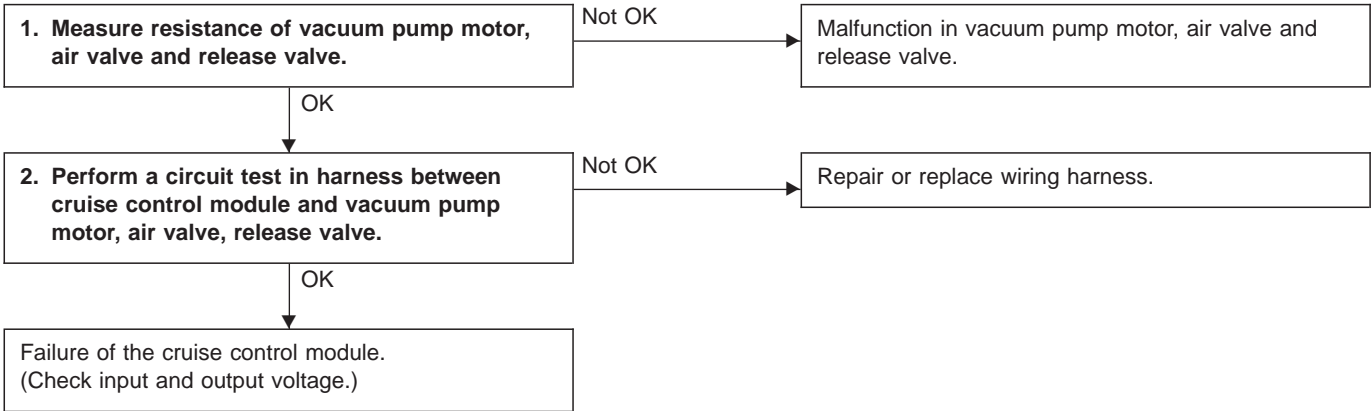 1. Measure resistance of vacuum pump motor,
air valve and release valve.
Not OK
Malfunction in vacuum pump motor, air valve and
release valve.
OK
2. Perform a circuit test in harness between
cruise control module and vacuum pump
motor, air valve, release valve.
Not OK
Repair or replace wiring harness.
OK
Failure of the cruise control module.
(Check input and output voltage.)